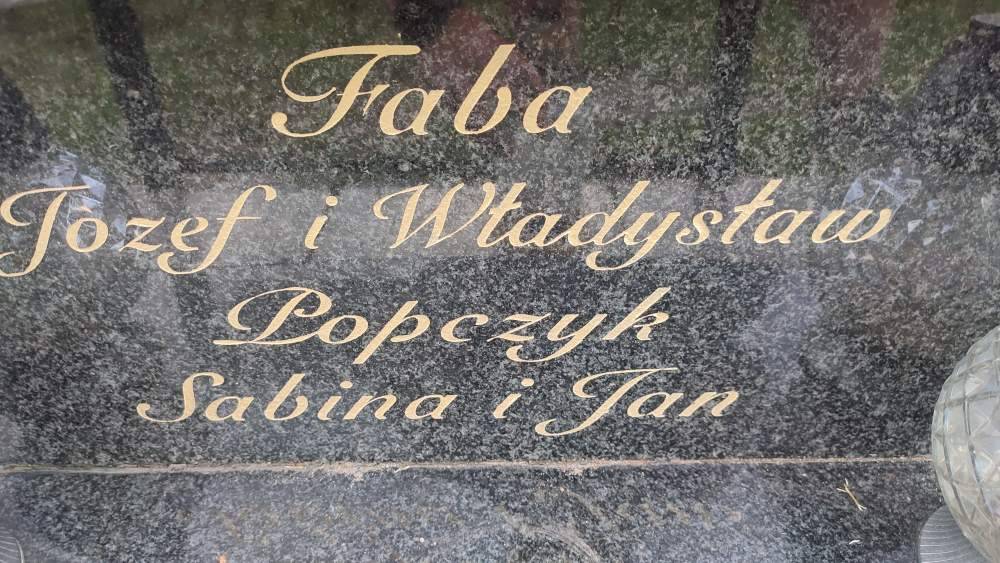 Faba
Józef i Władysław
Popczyk
Sabina i Jan